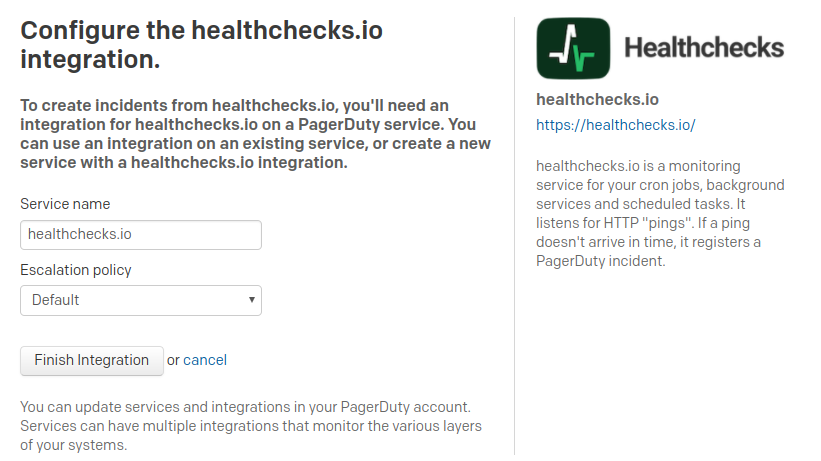 Configure the healthchecks.io
integration.
To create incidents from healthchecks.io, you'll need an
integration for healthchecks.io on a PagerDuty service. You
can use an integration on an existing service, or create a new
service with a healthchecks.io integration.
Service name
healthchecks.io
Escalation policy
Default
Finish Integration or cancel
You can update services and integrations in your PagerDuty account.
Services can have multiple integrations that monitor the various layers
of your systems.
Healthchecks
healthchecks.io
https://healthchecks.io/
healthchecks.io is a monitoring
service for your cron jobs, background
services and scheduled tasks. It
listens for HTTP "pings". If a ping
doesn't arrive in time, it registers a
PagerDuty incident.